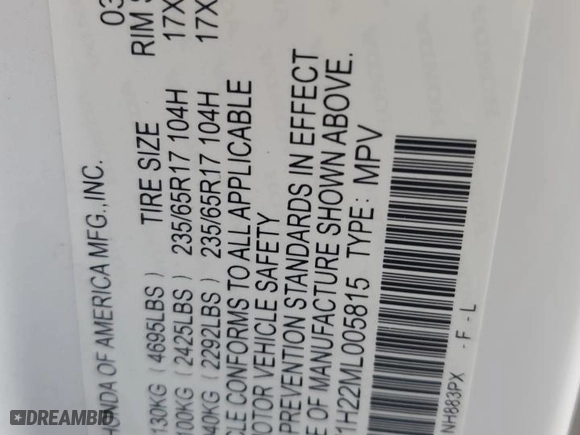 HONDA OF AMERICA MFG.,INC. 03
TIRE SIZE RIM S
130KG ( 4695LBS ) 235/65R17 104H 17X
100KG ( 2425LBS ) 235/65R17 104H 17X
040KG ( 2292LBS )
CLE CONFORMS TO ALL APPLICABLE
OTOR VEHICLE SAFETY
PREVENTION STANDARDS IN EFFECT
E OF MANUFACTURE SHOWN ABOVE.
1H22ML005815 TYPE: MPV
NH883PX - F - L
DREAMBID